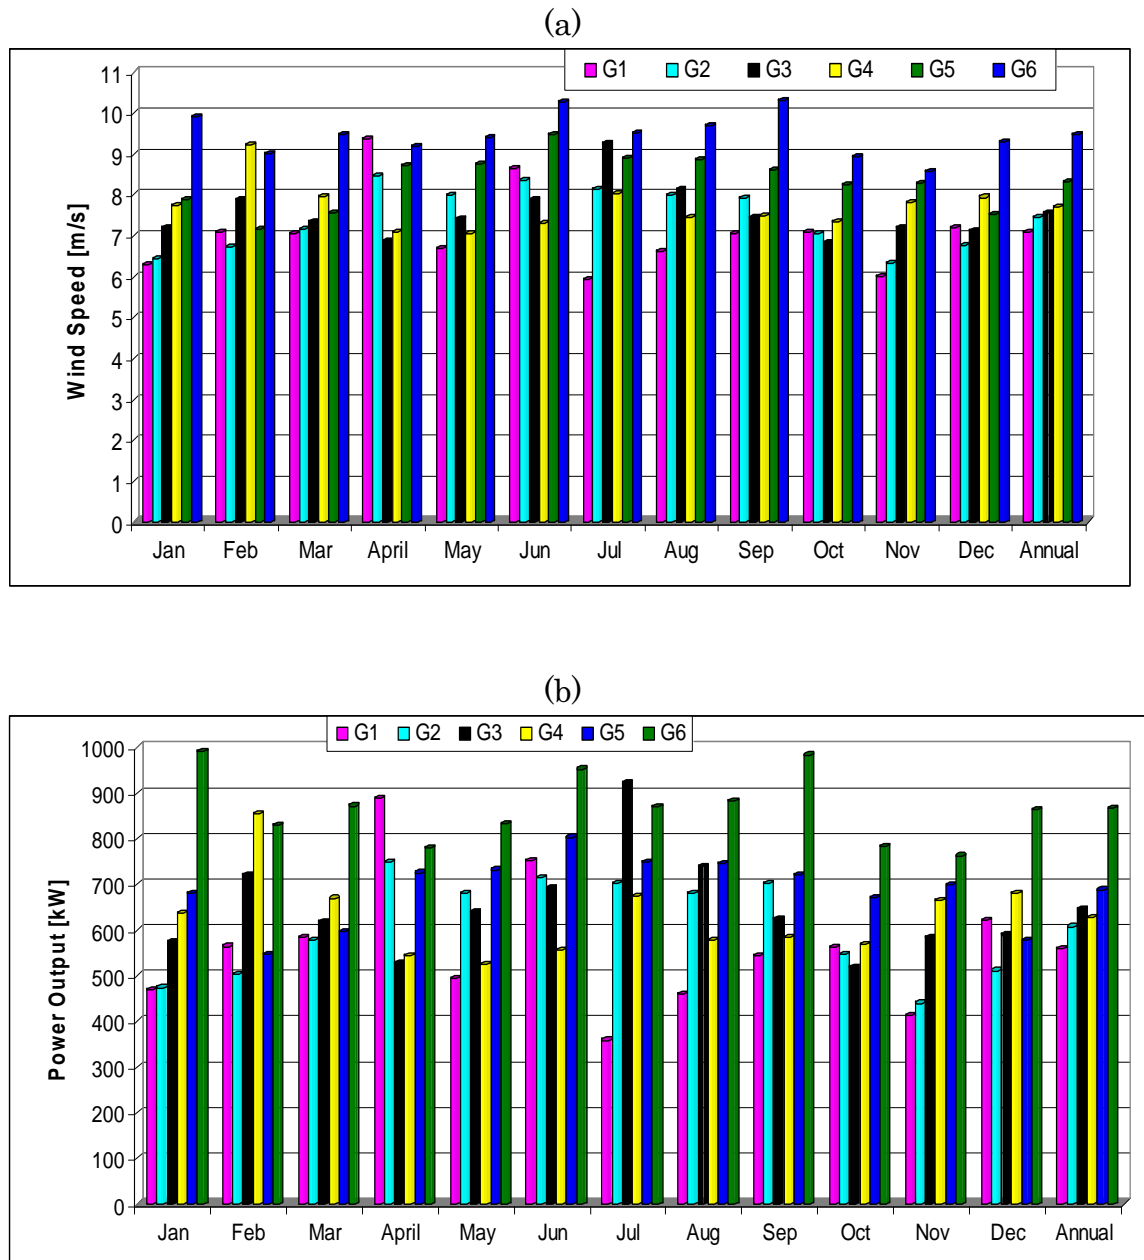 (a)
G1 G2 G3 G4 G5 G6
11
10
9
8
7
6
5
4
3
2
1
0
Wind Speed [m/s]
Jan Feb Mar April May Jun Jul Aug Sep Oct Nov Dec Annual
(b)
G1 G2 G3 G4 G5 G6
1000
900
800
700
600
500
400
300
200
100
0
Power Output [kW]
Jan Feb Mar April May Jun Jul Aug Sep Oct Nov Dec Annual